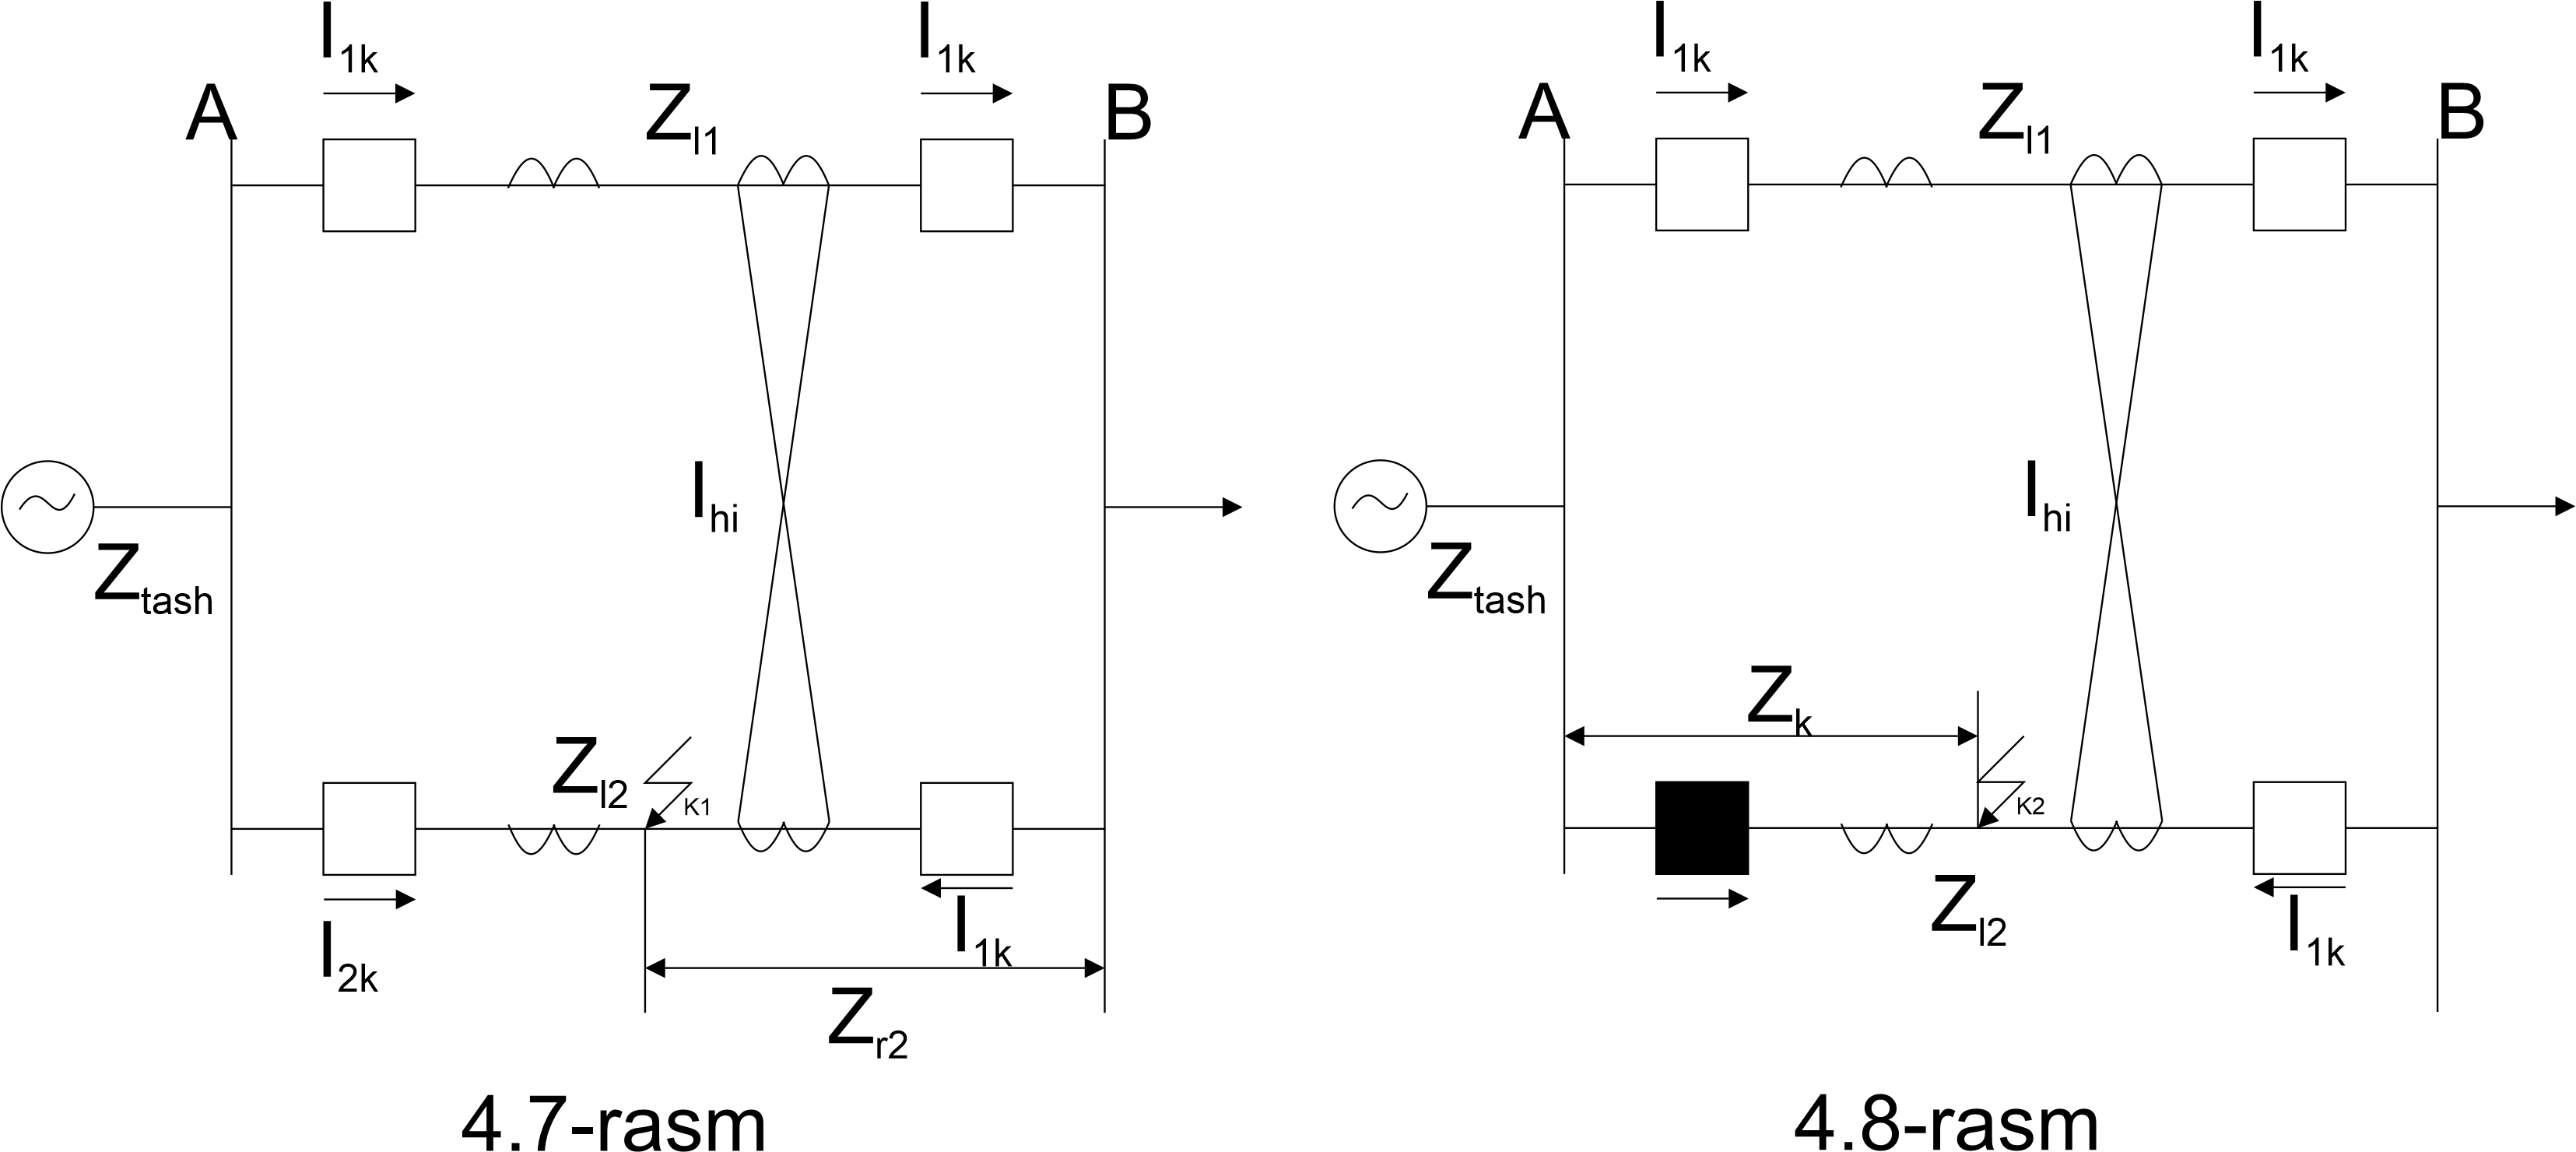 I1k
I1k
A
Zl1
B
Ihi
Ztash
Zl2
K1
I2k
I1k
Zr2
4.7-rasm
I1k
I1k
A
Zl1
B
Ihi
Ztash
Zk
K2
Zl2
I1k
4.8-rasm